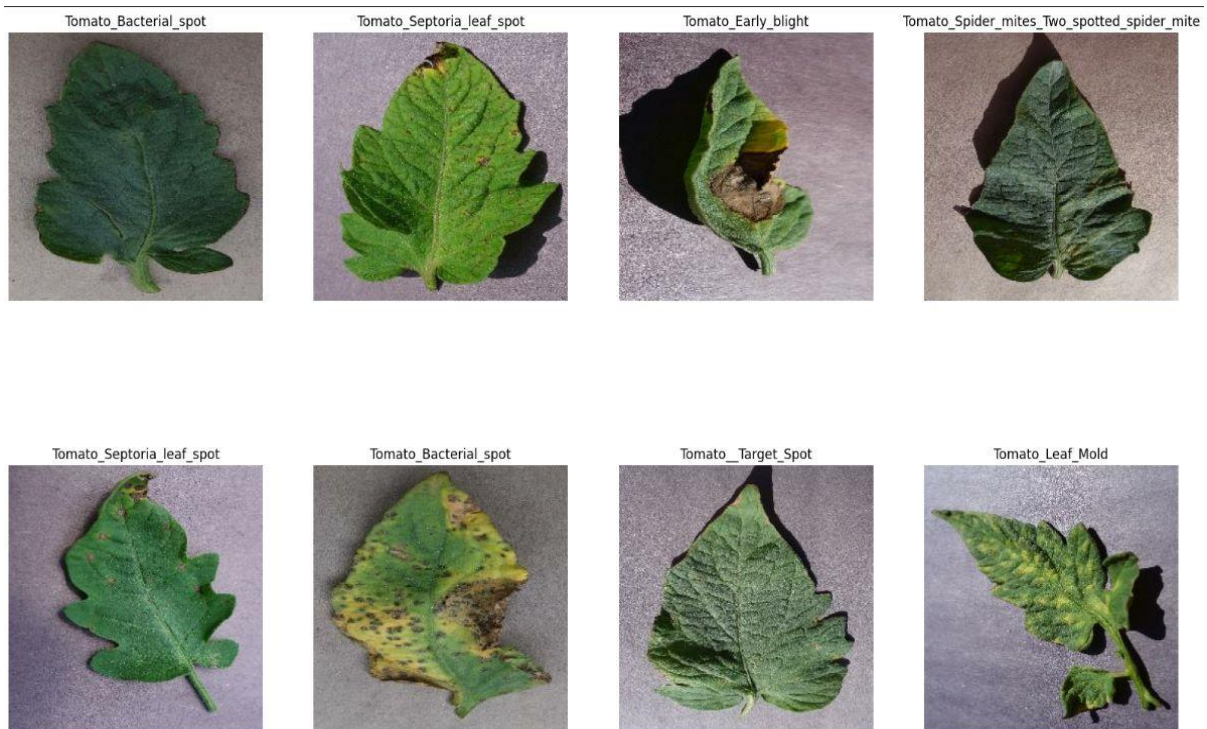 Tomato_Bacterial_spot
Tomato_Septoria_leaf_spot
Tomato_Early_blight
Tomato_Spider_mites_Two_spotted_spider_mite
Tomato_Septoria_leaf_spot
Tomato_Bacterial_spot
Tomato__Target_Spot
Tomato_Leaf_Mold